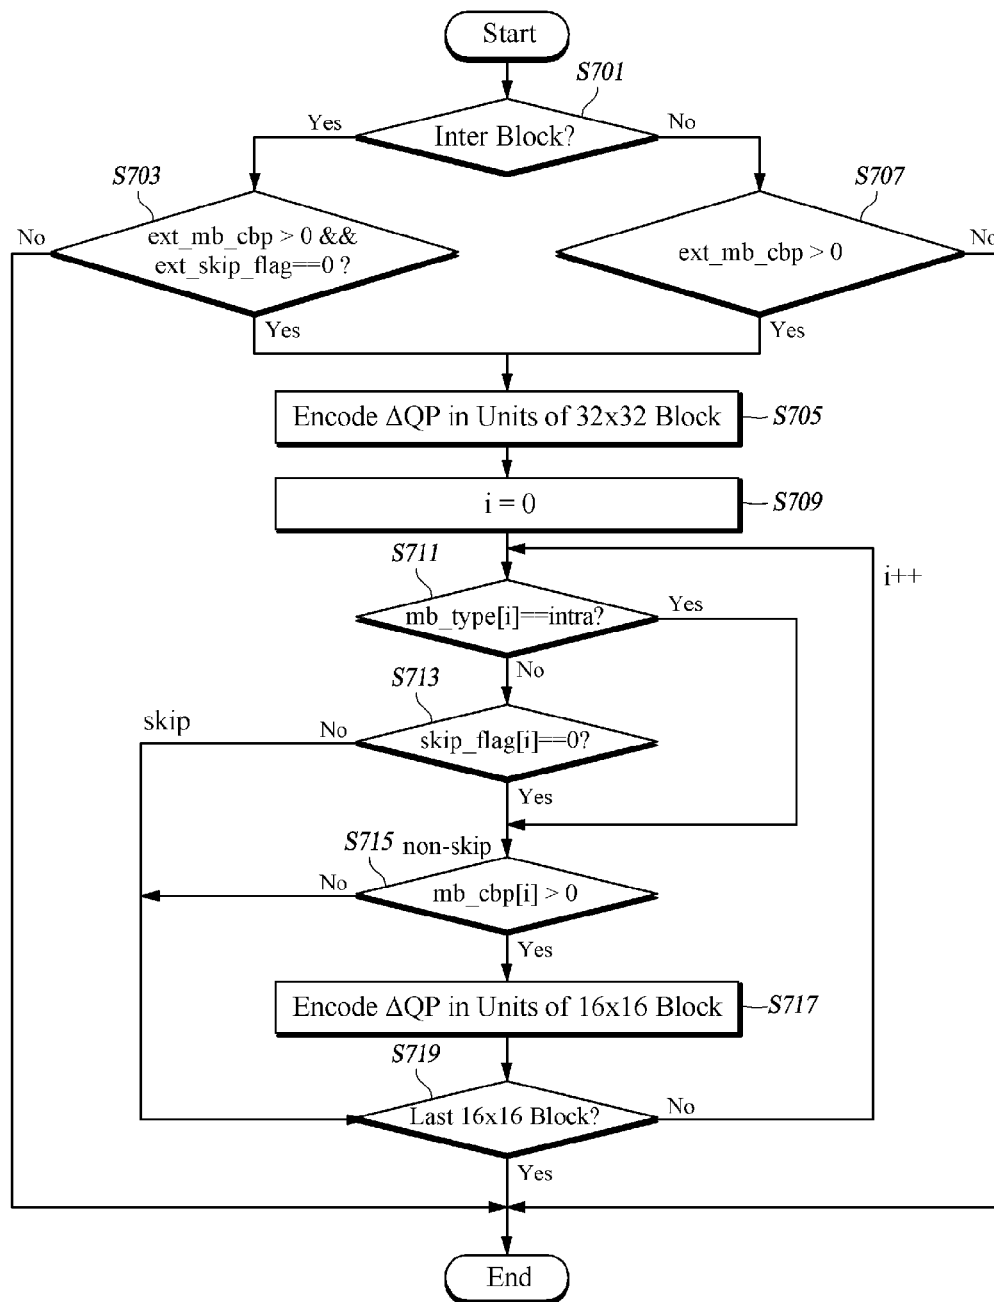 Start
S701
Yes
No
Inter Block?
S703
S707
No
No
ext_mb_cbp > 0 &&
ext_skip_flag==0 ?
ext_mb_cbp > 0
Yes
Yes
Encode ΔQP in Units of 32x32 Block
S705
i = 0
S709
S711
i++
mb_type[i]==intra?
Yes
No
S713
skip
No
skip_flag[i]==0?
Yes
S715
non-skip
No
mb_cbp[i] > 0
Yes
Encode ΔQP in Units of 16x16 Block
S717
S719
Last 16x16 Block?
No
Yes
End